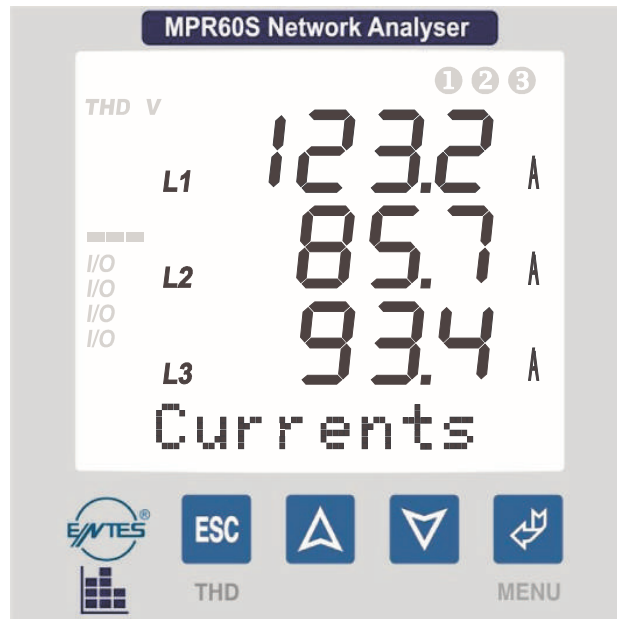 MPR60S Network Analyser
1 2 3
THD V
L1 123.2 A
I/O
L2 85.7 A
I/O
I/O
I/O
L3 93.4 A
Currents
ENTES®
ESC
THD
MENU